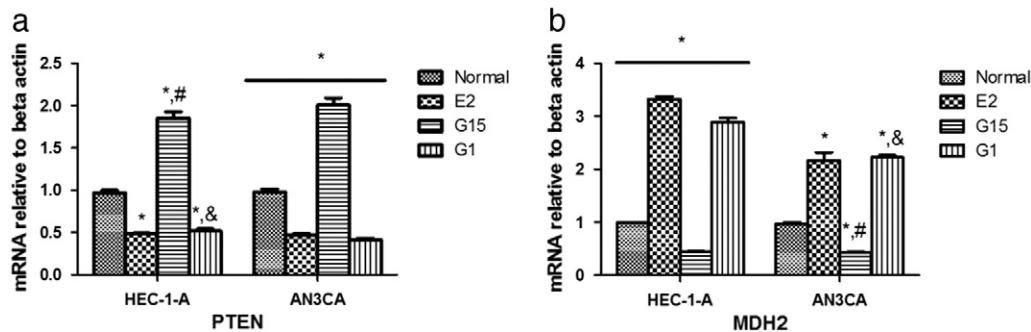 a
mRNA relative to beta actin
2.5
2.0
1.5
1.0
0.5
0.0
*
*,#
*,&
*
HEC-1-A
AN3CA
PTEN
Normal
E2
G15
G1
b
mRNA relative to beta actin
4
3
2
1
0
*
*
*,#
*,&
HEC-1-A
AN3CA
MDH2
Normal
E2
G15
G1